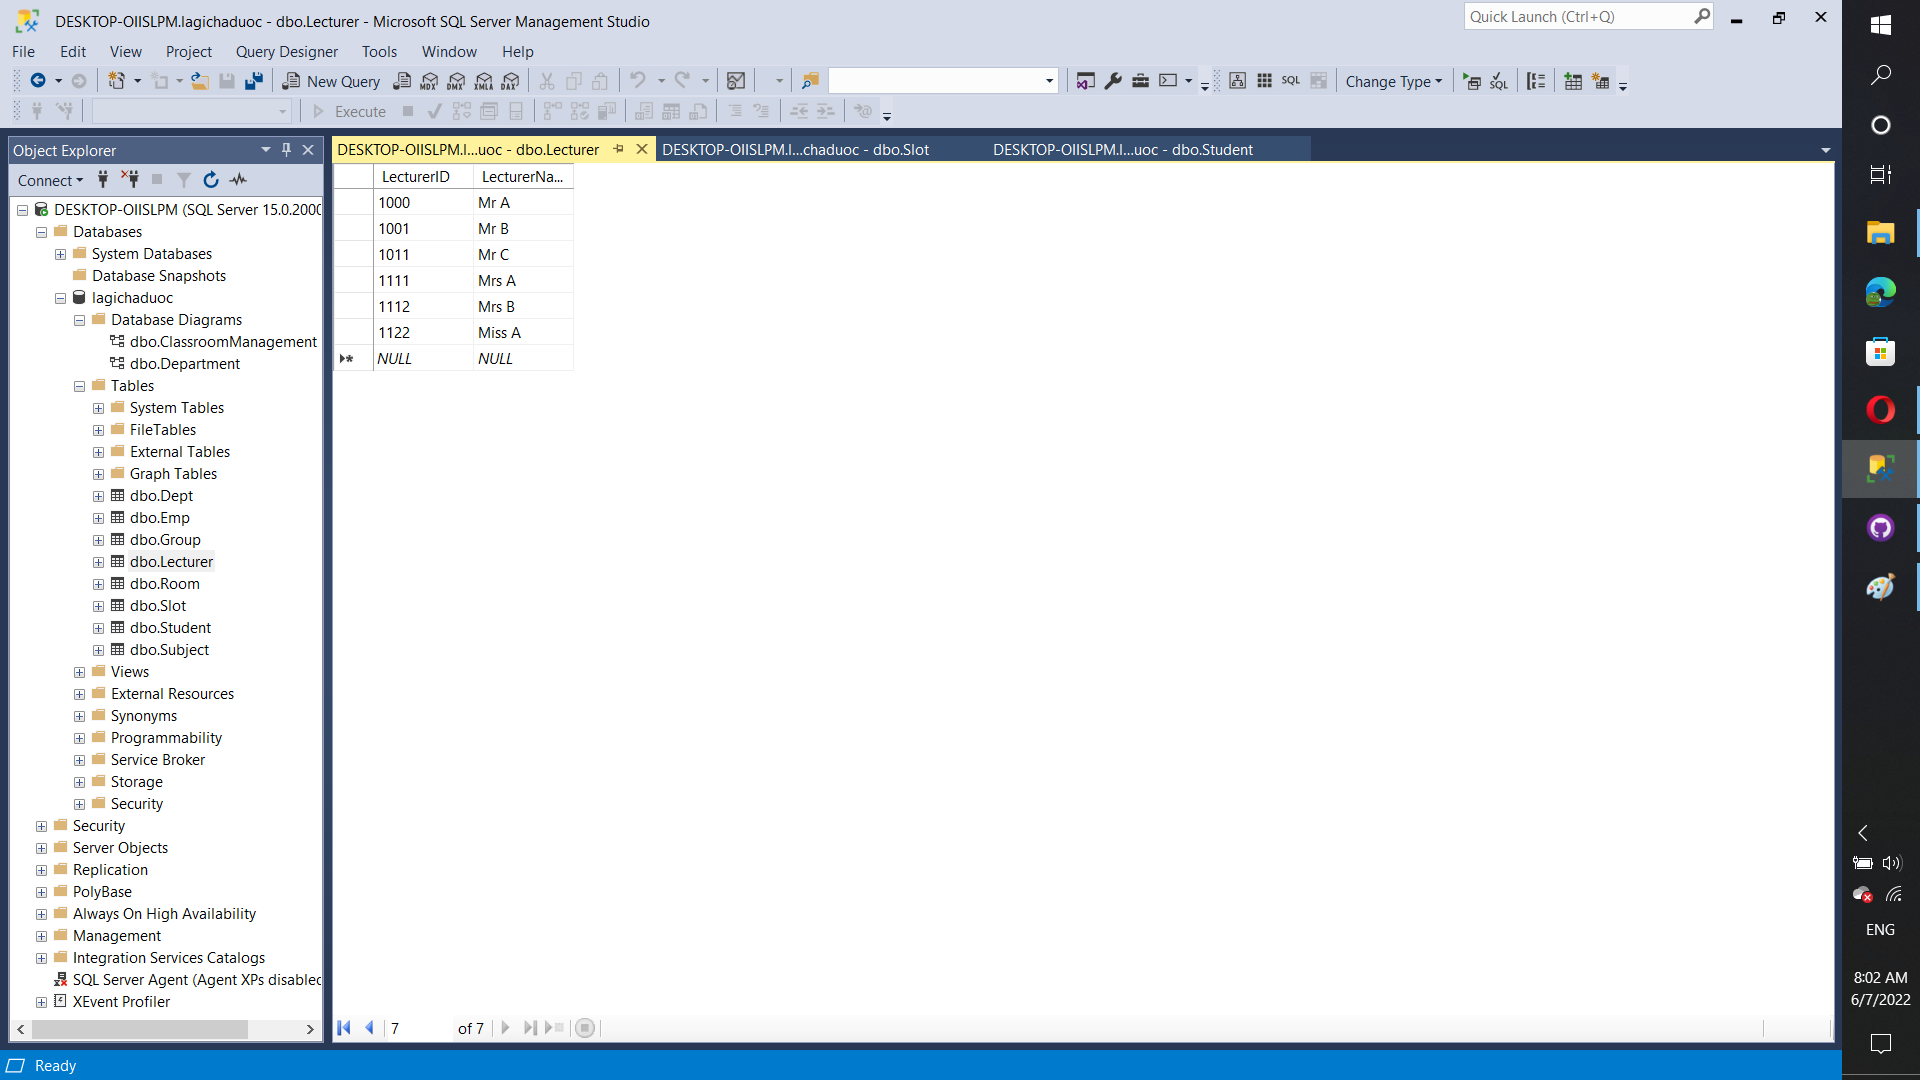 DESKTOP-OIISLPM.lagichaduoc - dbo.Lecturer - Microsoft SQL Server Management Studio
Quick Launch (Ctrl+Q)
File Edit View Project Query Designer Tools Window Help
New Query MDX DMX XMLA DAX SQL Change Type SQL
Execute
Object Explorer
Connect
DESKTOP-OIISLPM (SQL Server 15.0.2000
Databases
System Databases
Database Snapshots
lagichaduoc
Database Diagrams
dbo.ClassroomManagement
dbo.Department
Tables
System Tables
FileTables
External Tables
Graph Tables
dbo.Dept
dbo.Emp
dbo.Group
dbo.Lecturer
dbo.Room
dbo.Slot
dbo.Student
dbo.Subject
Views
External Resources
Synonyms
Programmability
Service Broker
Storage
Security
Security
Server Objects
Replication
PolyBase
Always On High Availability
Management
Integration Services Catalogs
SQL Server Agent (Agent XPs disabled
XEvent Profiler
DESKTOP-OIISLPM.l...uoc - dbo.Lecturer DESKTOP-OIISLPM.l...chaduoc - dbo.Slot DESKTOP-OIISLPM.l...uoc - dbo.Student
LecturerID LecturerNa...
1000 Mr A
1001 Mr B
1011 Mr C
1111 Mrs A
1112 Mrs B
1122 Miss A
NULL NULL
7 of 7
Ready
ENG
8:02 AM
6/7/2022